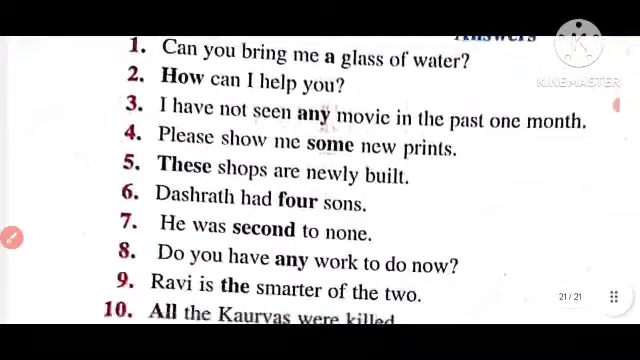 Answers
1. Can you bring me a glass of water?
2. How can I help you?
3. I have not seen any movie in the past one month.
4. Please show me some new prints.
5. These shops are newly built.
6. Dashrath had four sons.
7. He was second to none.
8. Do you have any work to do now?
9. Ravi is the smarter of the two.
10. All the Kaurvas were killed
KINEMASTER
21/21